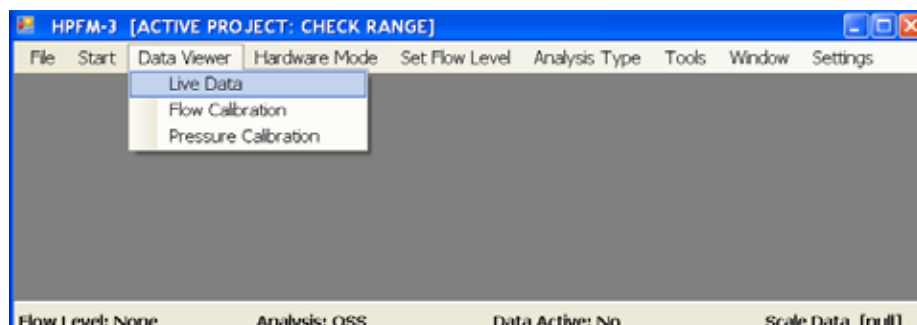 HPFM-3 [ACTIVE PROJECT: CHECK RANGE]
File Start Data Viewer Hardware Mode Set Flow Level Analysis Type Tools Window Settings
Live Data
Flow Calibration
Pressure Calibration
Flow Level: None Analysis: OSS Data Active: No Scale Data [null]